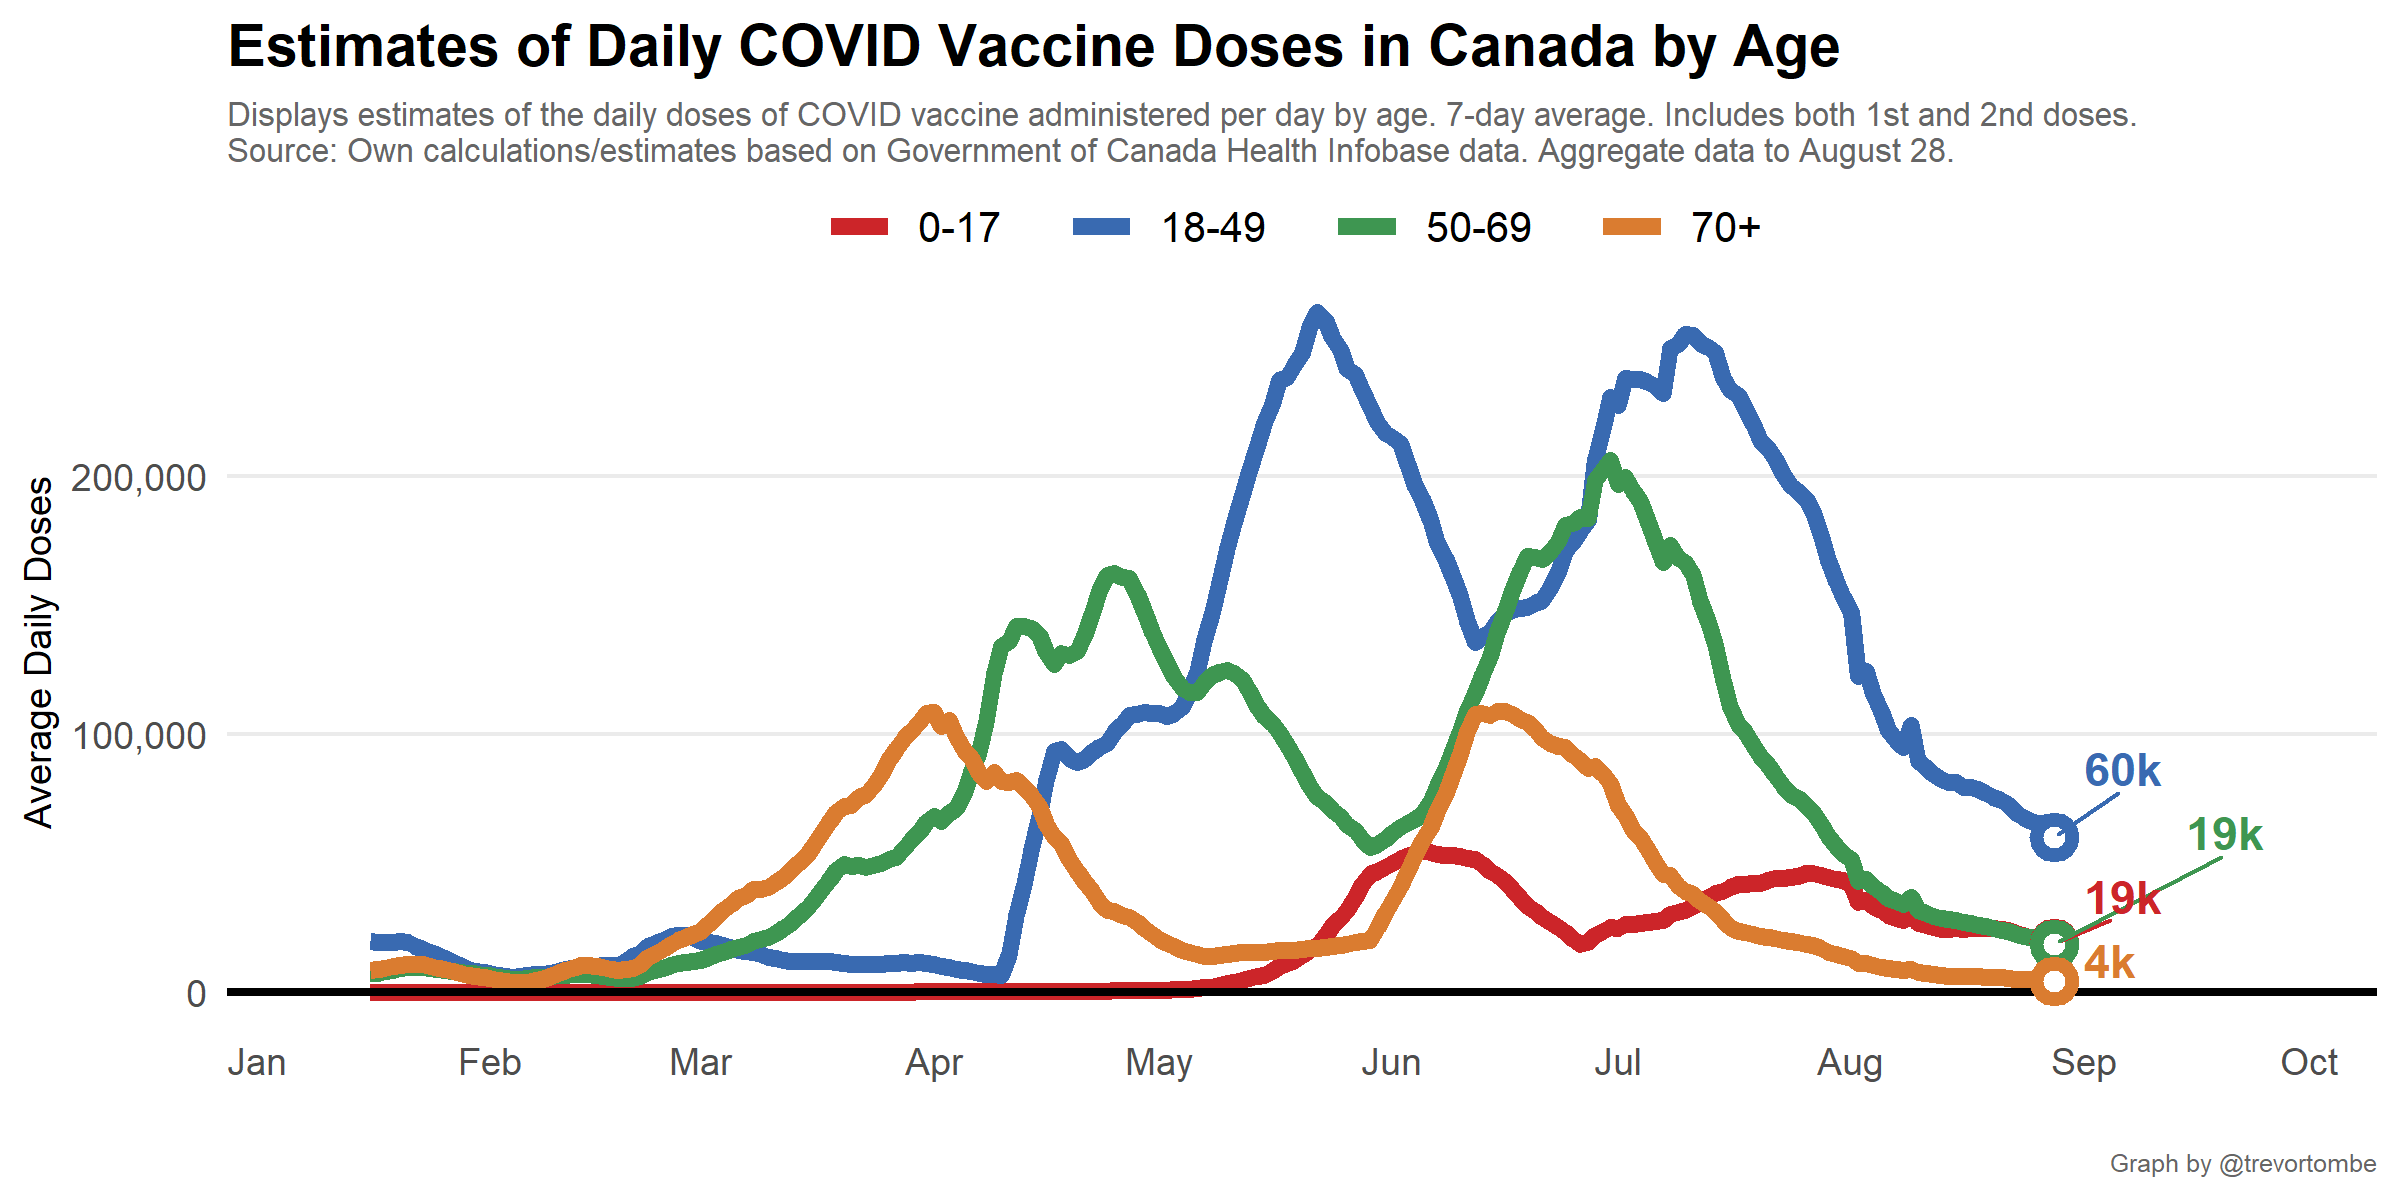 Estimates of Daily COVID Vaccine Doses in Canada by Age
Displays estimates of the daily doses of COVID vaccine administered per day by age. 7-day average. Includes both 1st and 2nd doses.
Source: Own calculations/estimates based on Government of Canada Health Infobase data. Aggregate data to August 28.
0-17 18-49 50-69 70+
Average Daily Doses
200,000
100,000
0
60k
19k
19k
4k
Jan Feb Mar Apr May Jun Jul Aug Sep Oct
Graph by @trevortombe